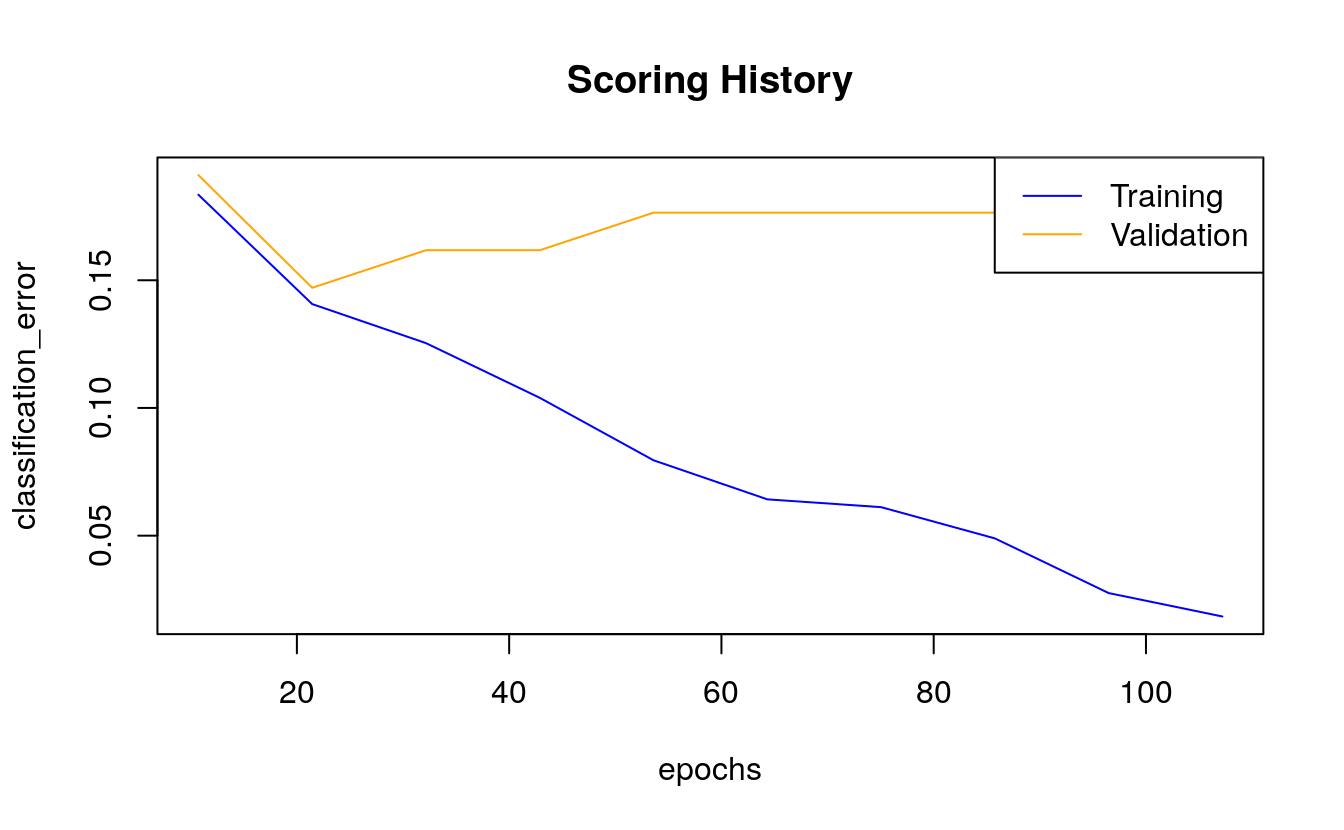 Scoring History
Training
Validation
classification_error
0.15
0.10
0.05
20 40 60 80 100
epochs